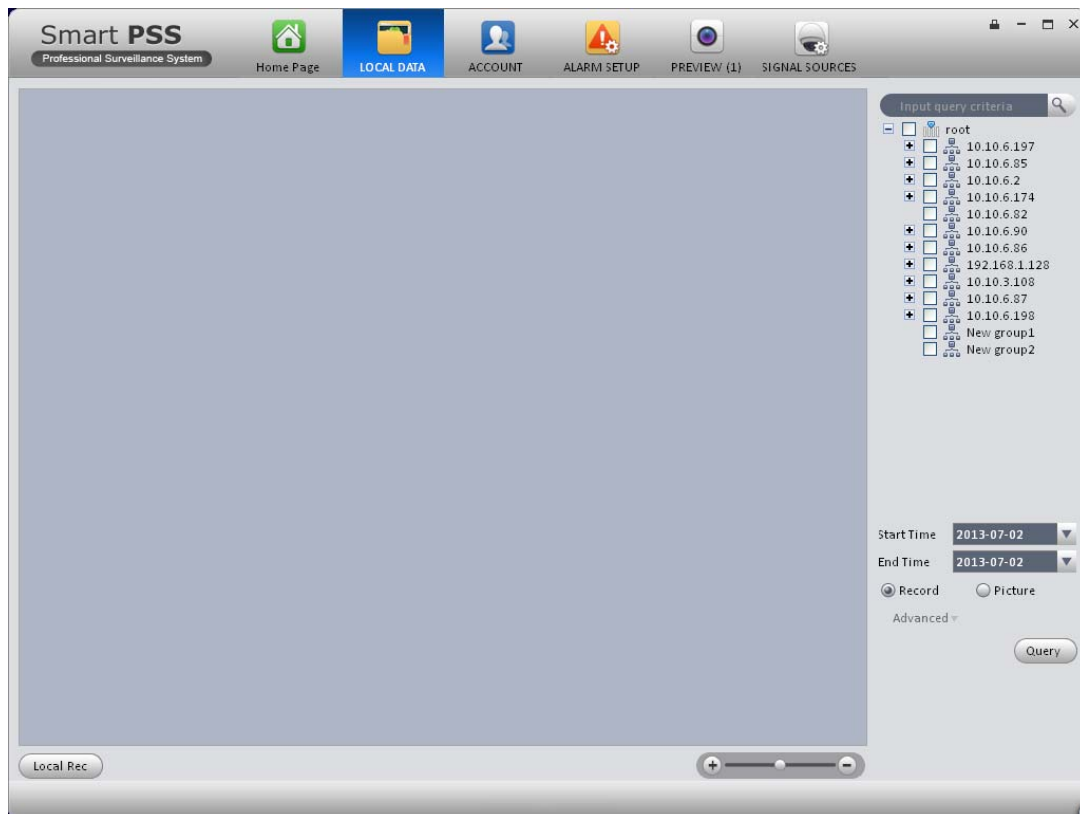 Smart PSS
Professional Surveillance System
Home Page
LOCAL DATA
ACCOUNT
ALARM SETUP
PREVIEW (1)
SIGNAL SOURCES
Input query criteria
root
10.10.6.197
10.10.6.85
10.10.6.2
10.10.6.174
10.10.6.82
10.10.6.90
10.10.6.86
192.168.1.128
10.10.3.108
10.10.6.87
10.10.6.198
New group1
New group2
Start Time 2013-07-02
End Time 2013-07-02
Record Picture
Advanced
Query
Local Rec